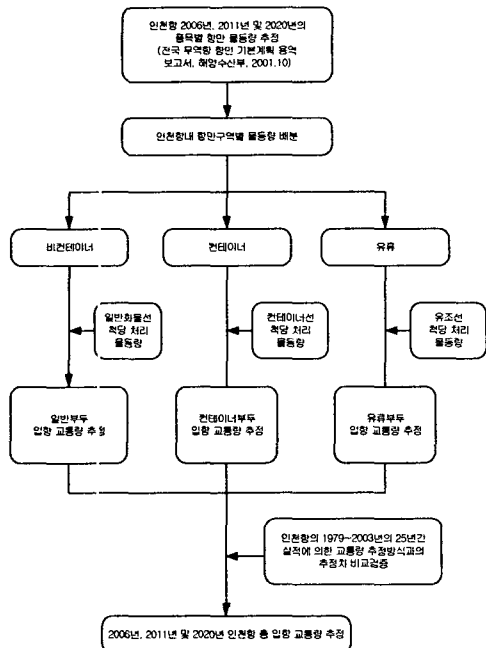 인천항 2006년, 2011년 및 2020년의
품목별 항만 물동량 추정
(전국 무역항 항만 기본계획 용역
보고서, 해양수산부, 2001.10)
인천항내 항만구역별 물동량 배분
비컨테이너
컨테이너
유류
일반화물선
척당 처리
물동량
컨테이너선
척당 처리
물동량
유조선
척당 처리
물동량
일반부두
입항 교통량 추정
컨테이너부두
입항 교통량 추정
유류부두
입항 교통량 추정
인천항의 1979~2003년의 25년간
실적에 의한 교통량 추정방식과의
추정치 비교검증
2006년, 2011년 및 2020년 인천항 총 입항 교통량 추정